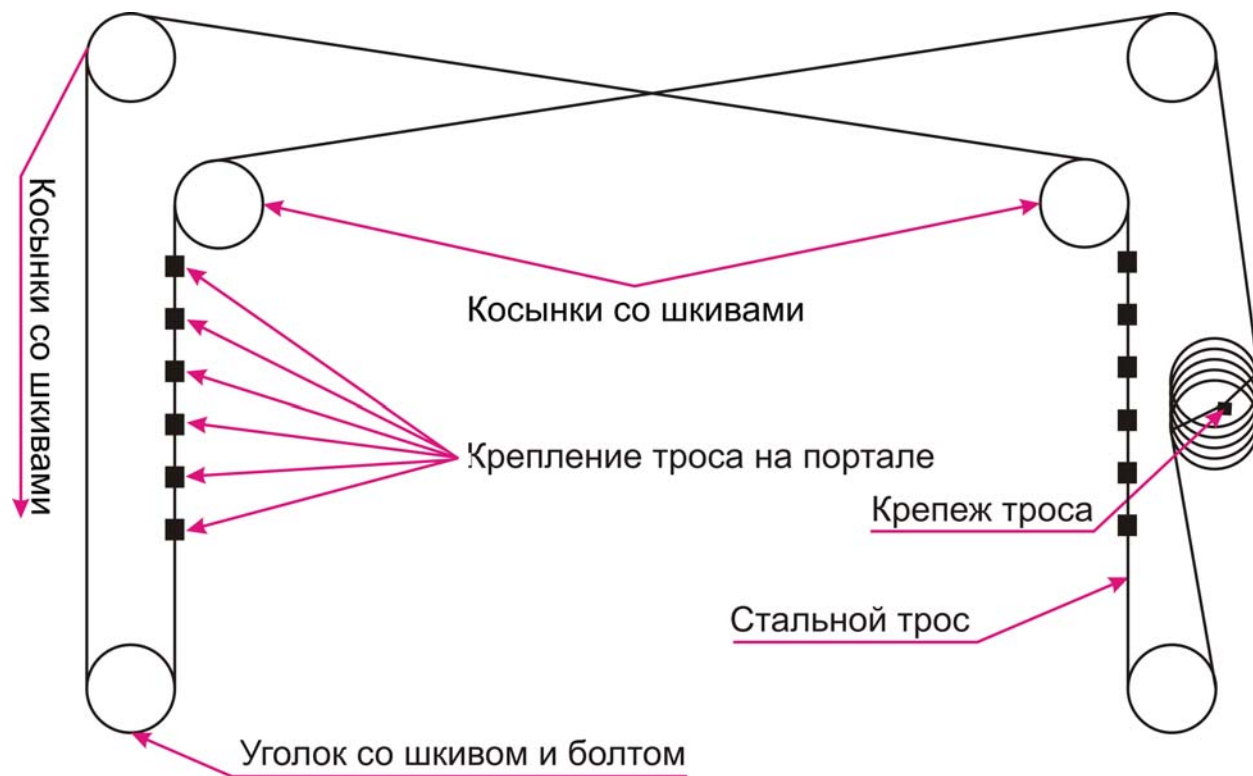 Косынки со шкивами
Косынки со шкивами
Крепление троса на портале
Крепеж троса
Стальной трос
Уголок со шкивом и болтом